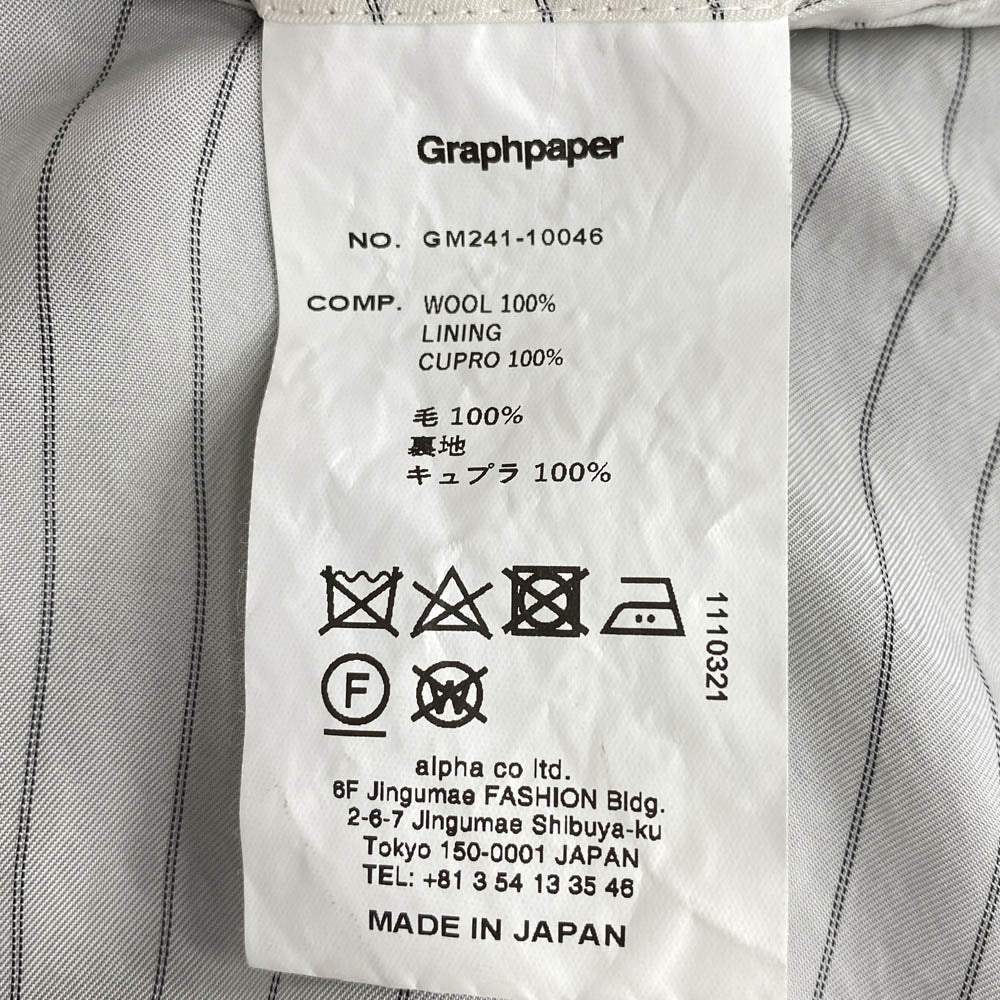 Graphpaper
NO. GM241-10046
COMP. WOOL 100%
LINING
CUPRO 100%
毛 100%
裏地
キュプラ 100%
1110321
F
W
alpha co ltd.
6F Jingumae FASHION Bldg.
2-6-7 Jingumae Shibuya-ku
Tokyo 150-0001 JAPAN
TEL: +81 3 54 13 35 46
MADE IN JAPAN